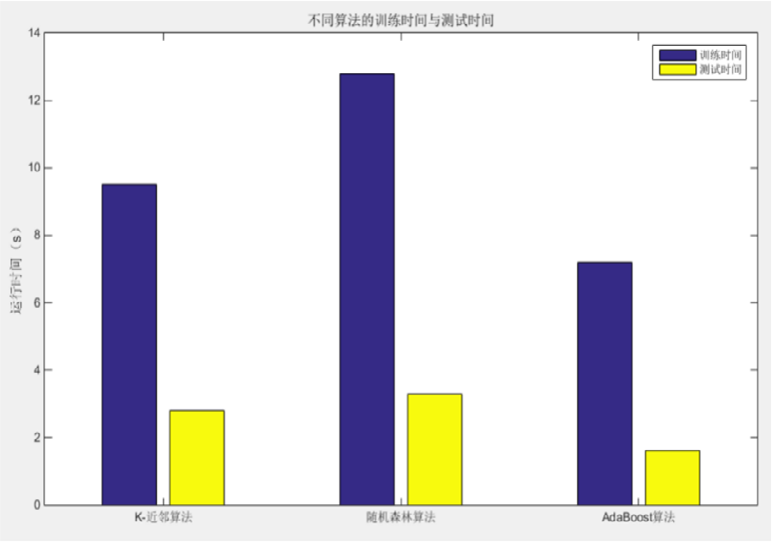 不同算法的训练时间与测试时间
训练时间
测试时间
14
12
10
8
6
4
2
0
运行时间（s）
K-近邻算法
随机森林算法
AdaBoost算法